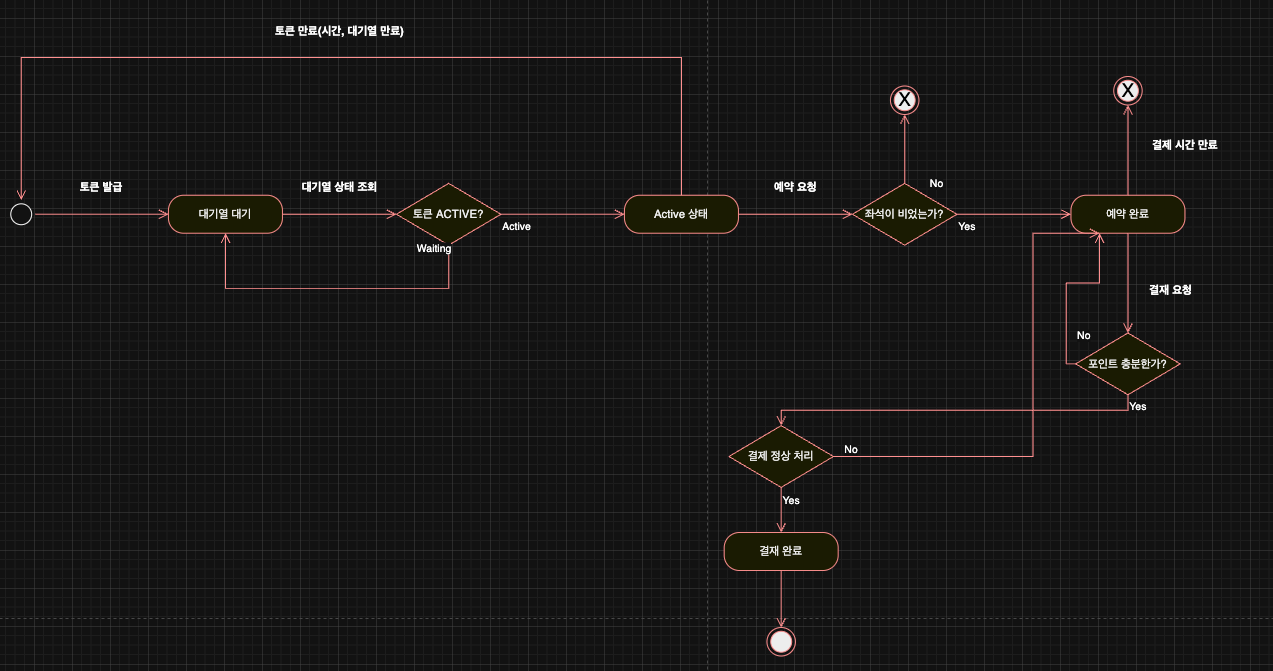 토큰 만료(시간, 대기열 만료)
X
X
결제 시간 만료
토큰 발급
대기열 상태 조회
예약 요청
No
대기열 대기
토큰 ACTIVE?
Active
Waiting
Active 상태
좌석이 비었는가?
Yes
예약 완료
결재 요청
No
포인트 충분한가?
Yes
결제 정상 처리
No
Yes
결재 완료